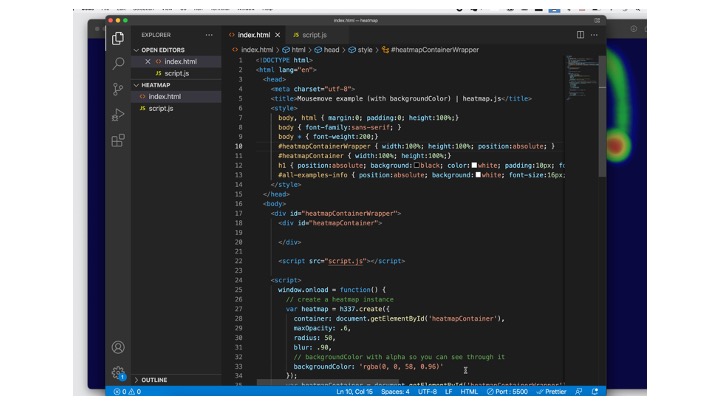 index.html — heatmap
EXPLORER ···
index.html × script.js
OPEN EDITORS
× <> index.html
JS script.js
HEATMAP
<> index.html
JS script.js
OUTLINE
<> index.html > html > head > style > #heatmapContainerWrapper
1 <!DOCTYPE html>
2 <html lang="en">
3 <head>
4 <meta charset="utf-8">
5 <title>Mousemove example (with backgroundColor) | heatmap.js</title>
6 <style>
7 body, html { margin:0; padding:0; height:100%;}
8 body { font-family:sans-serif; }
9 body * { font-weight:200;}
10 #heatmapContainerWrapper { width:100%; height:100%; position:absolute; }
11 #heatmapContainer { width:100%; height:100%;}
12 h1 { position:absolute; background:black; color:white; padding:10px; fo
13 #all-examples-info { position:absolute; background:white; font-size:16px;
14 </style>
15 </head>
16 <body>
17 <div id="heatmapContainerWrapper">
18 <div id="heatmapContainer">
19
20 </div>
21
22 <script src="script.js"></script>
23
24 <script>
25 window.onload = function() {
26 // create a heatmap instance
27 var heatmap = h337.create({
28 container: document.getElementById('heatmapContainer'),
29 maxOpacity: .6,
30 radius: 50,
31 blur: .90,
32 // backgroundColor with alpha so you can see through it
33 backgroundColor: 'rgba(0, 0, 58, 0.96)'
34 });
35 var heatmapContainer = document.getElementById('heatmapContainerWrapper'
0 0 Ln 10, Col 15 Spaces: 4 UTF-8 LF HTML Port : 5500 Prettier